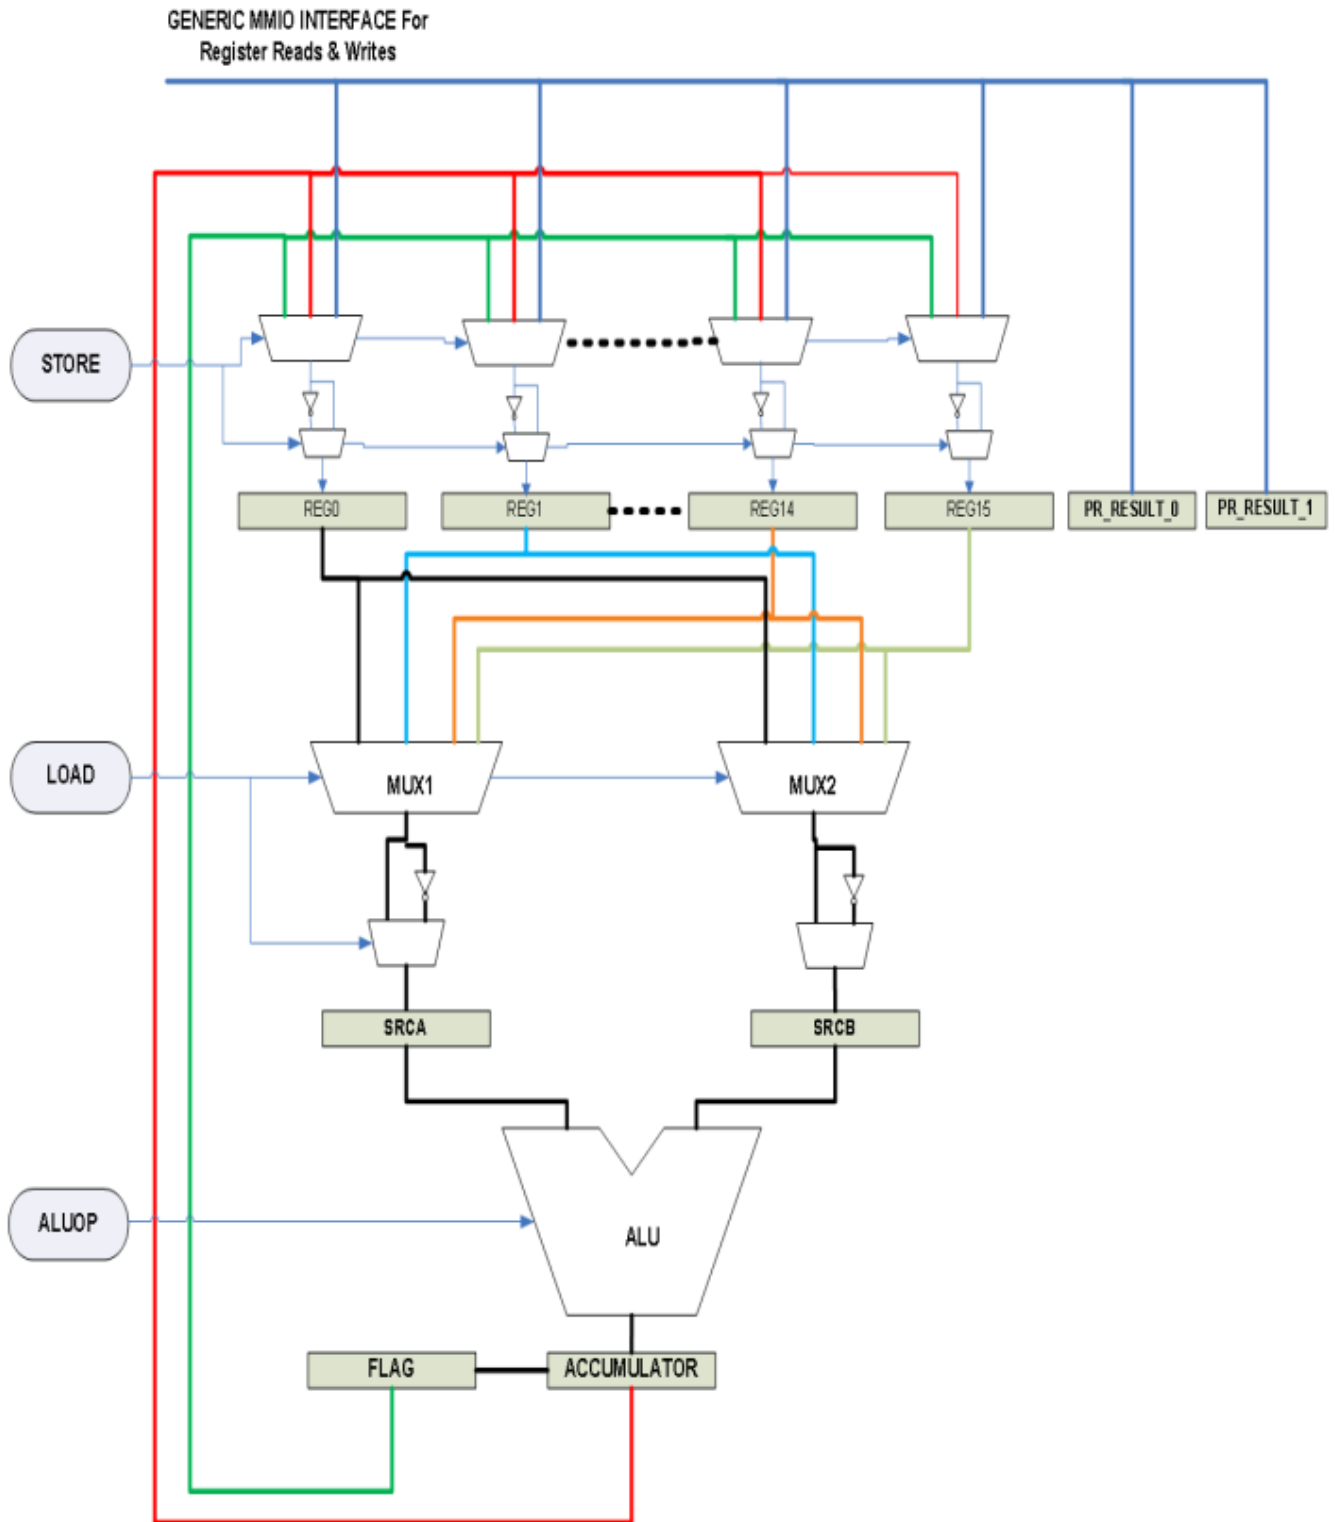 GENERIC MMIO INTERFACE For
Register Reads & Writes
STORE
REG0
REG1
REG14
REG15
PR_RESULT_0
PR_RESULT_1
LOAD
MUX1
MUX2
SRCA
SRCB
ALUOP
ALU
FLAG
ACCUMULATOR